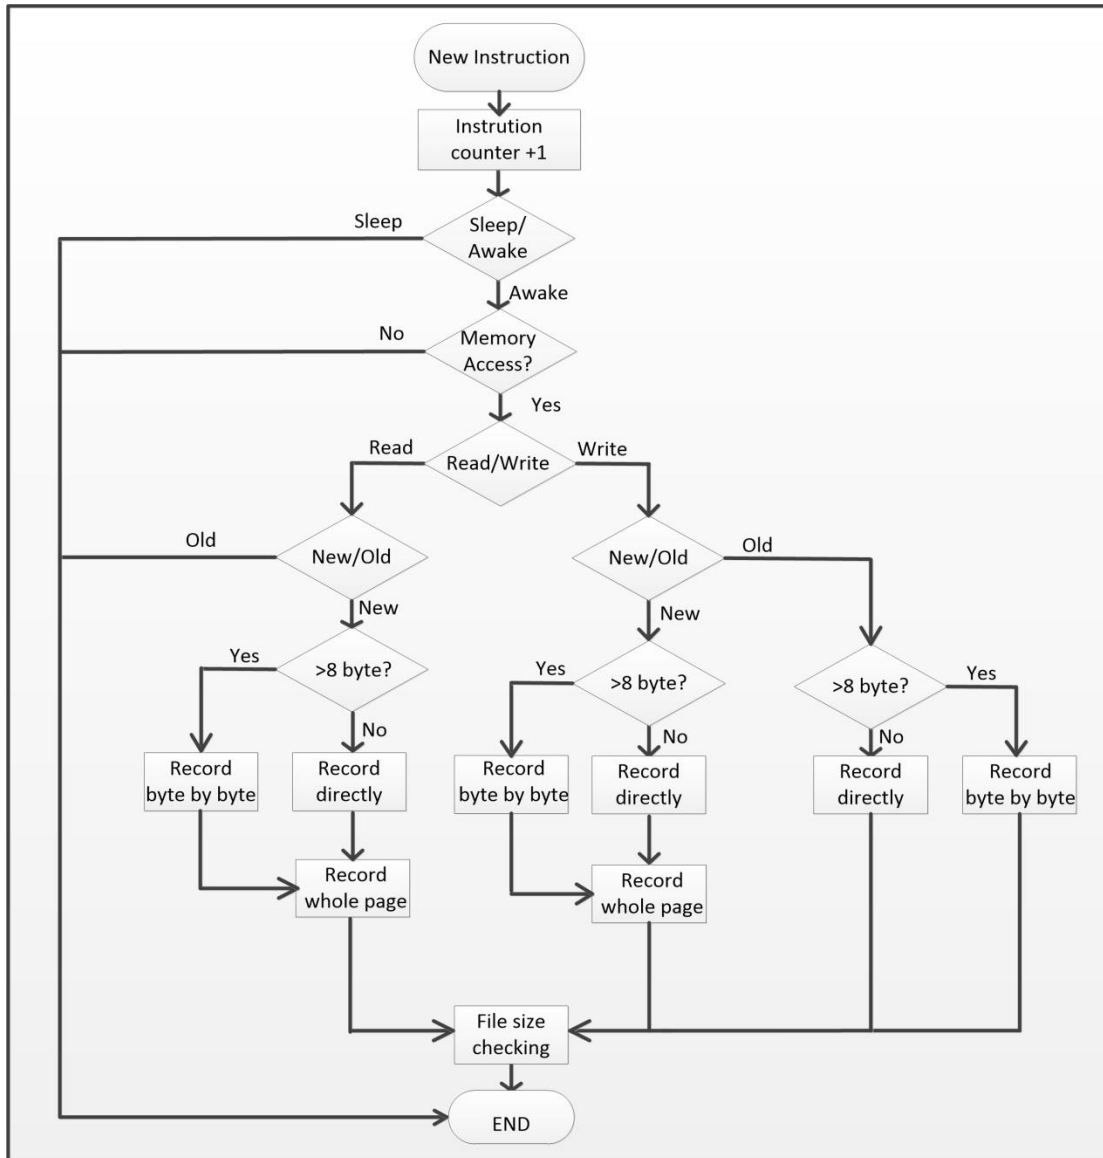 New Instruction
Instrution
counter +1
Sleep
Sleep/
Awake
Awake
No
Memory
Access?
Yes
Read
Read/Write
Write
Old
New/Old
New/Old
Old
New
New
Yes
>8 byte?
Yes
>8 byte?
>8 byte?
Yes
No
No
No
Record
byte by byte
Record
directly
Record
byte by byte
Record
directly
Record
directly
Record
byte by byte
Record
whole page
Record
whole page
File size
checking
END